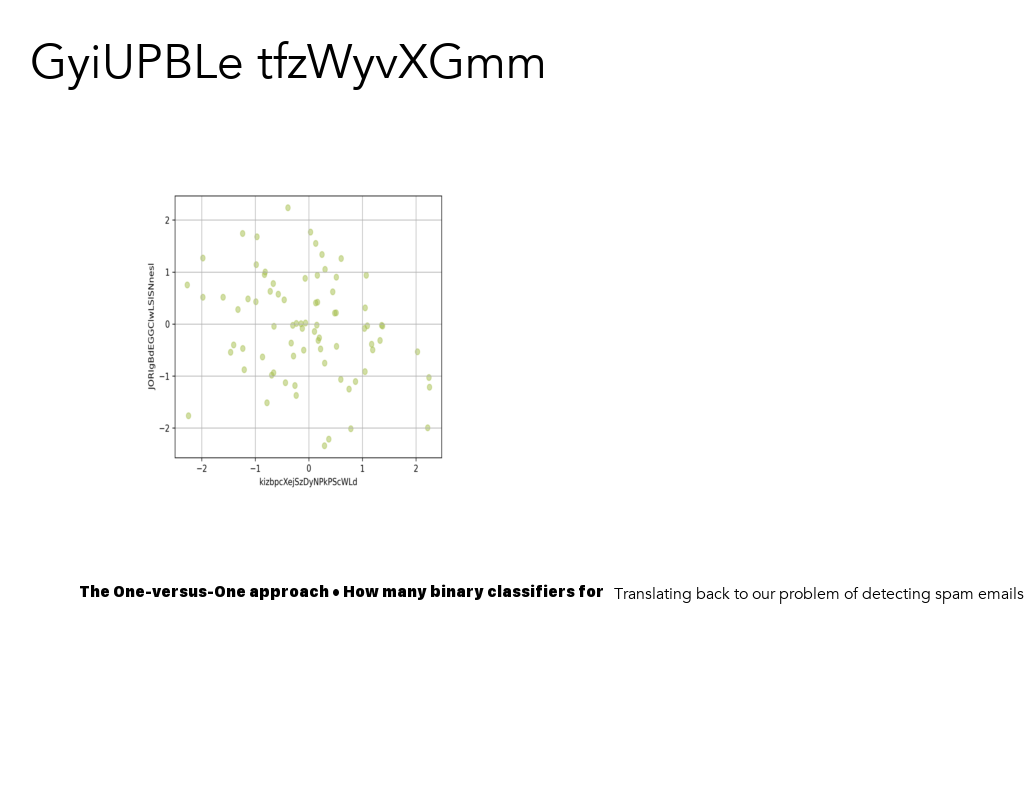 GyiUPBLe tfzWyvXGmm
2
1
0
−1
−2
−2 −1 0 1 2
kizbpcXejSzDyNPkPScWLd
The One-versus-One approach • How many binary classifiers for
Translating back to our problem of detecting spam emails